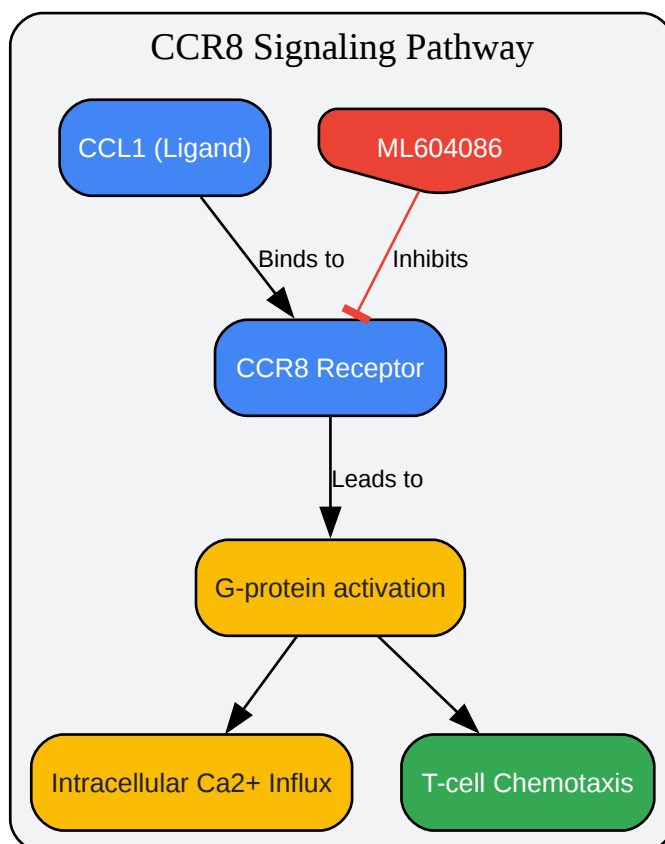 CCR8 Signaling Pathway
CCL1 (Ligand)
ML604086
Binds to
Inhibits
CCR8 Receptor
Leads to
G-protein activation
Intracellular Ca2+ Influx
T-cell Chemotaxis